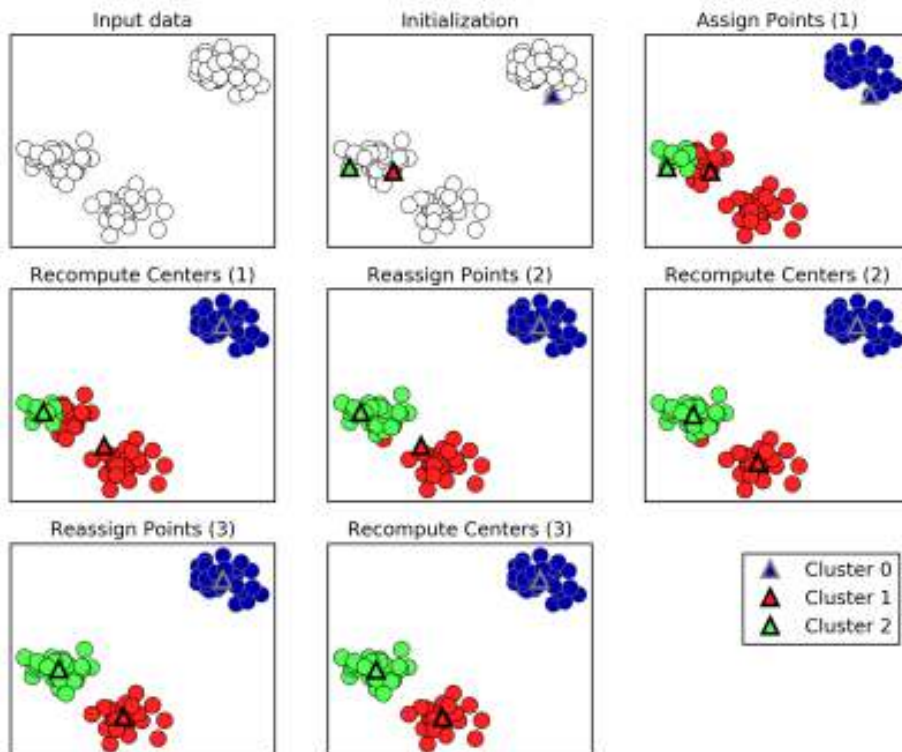 Input data
Initialization
Assign Points (1)
Recompute Centers (1)
Reassign Points (2)
Recompute Centers (2)
Reassign Points (3)
Recompute Centers (3)
Cluster 0
Cluster 1
Cluster 2